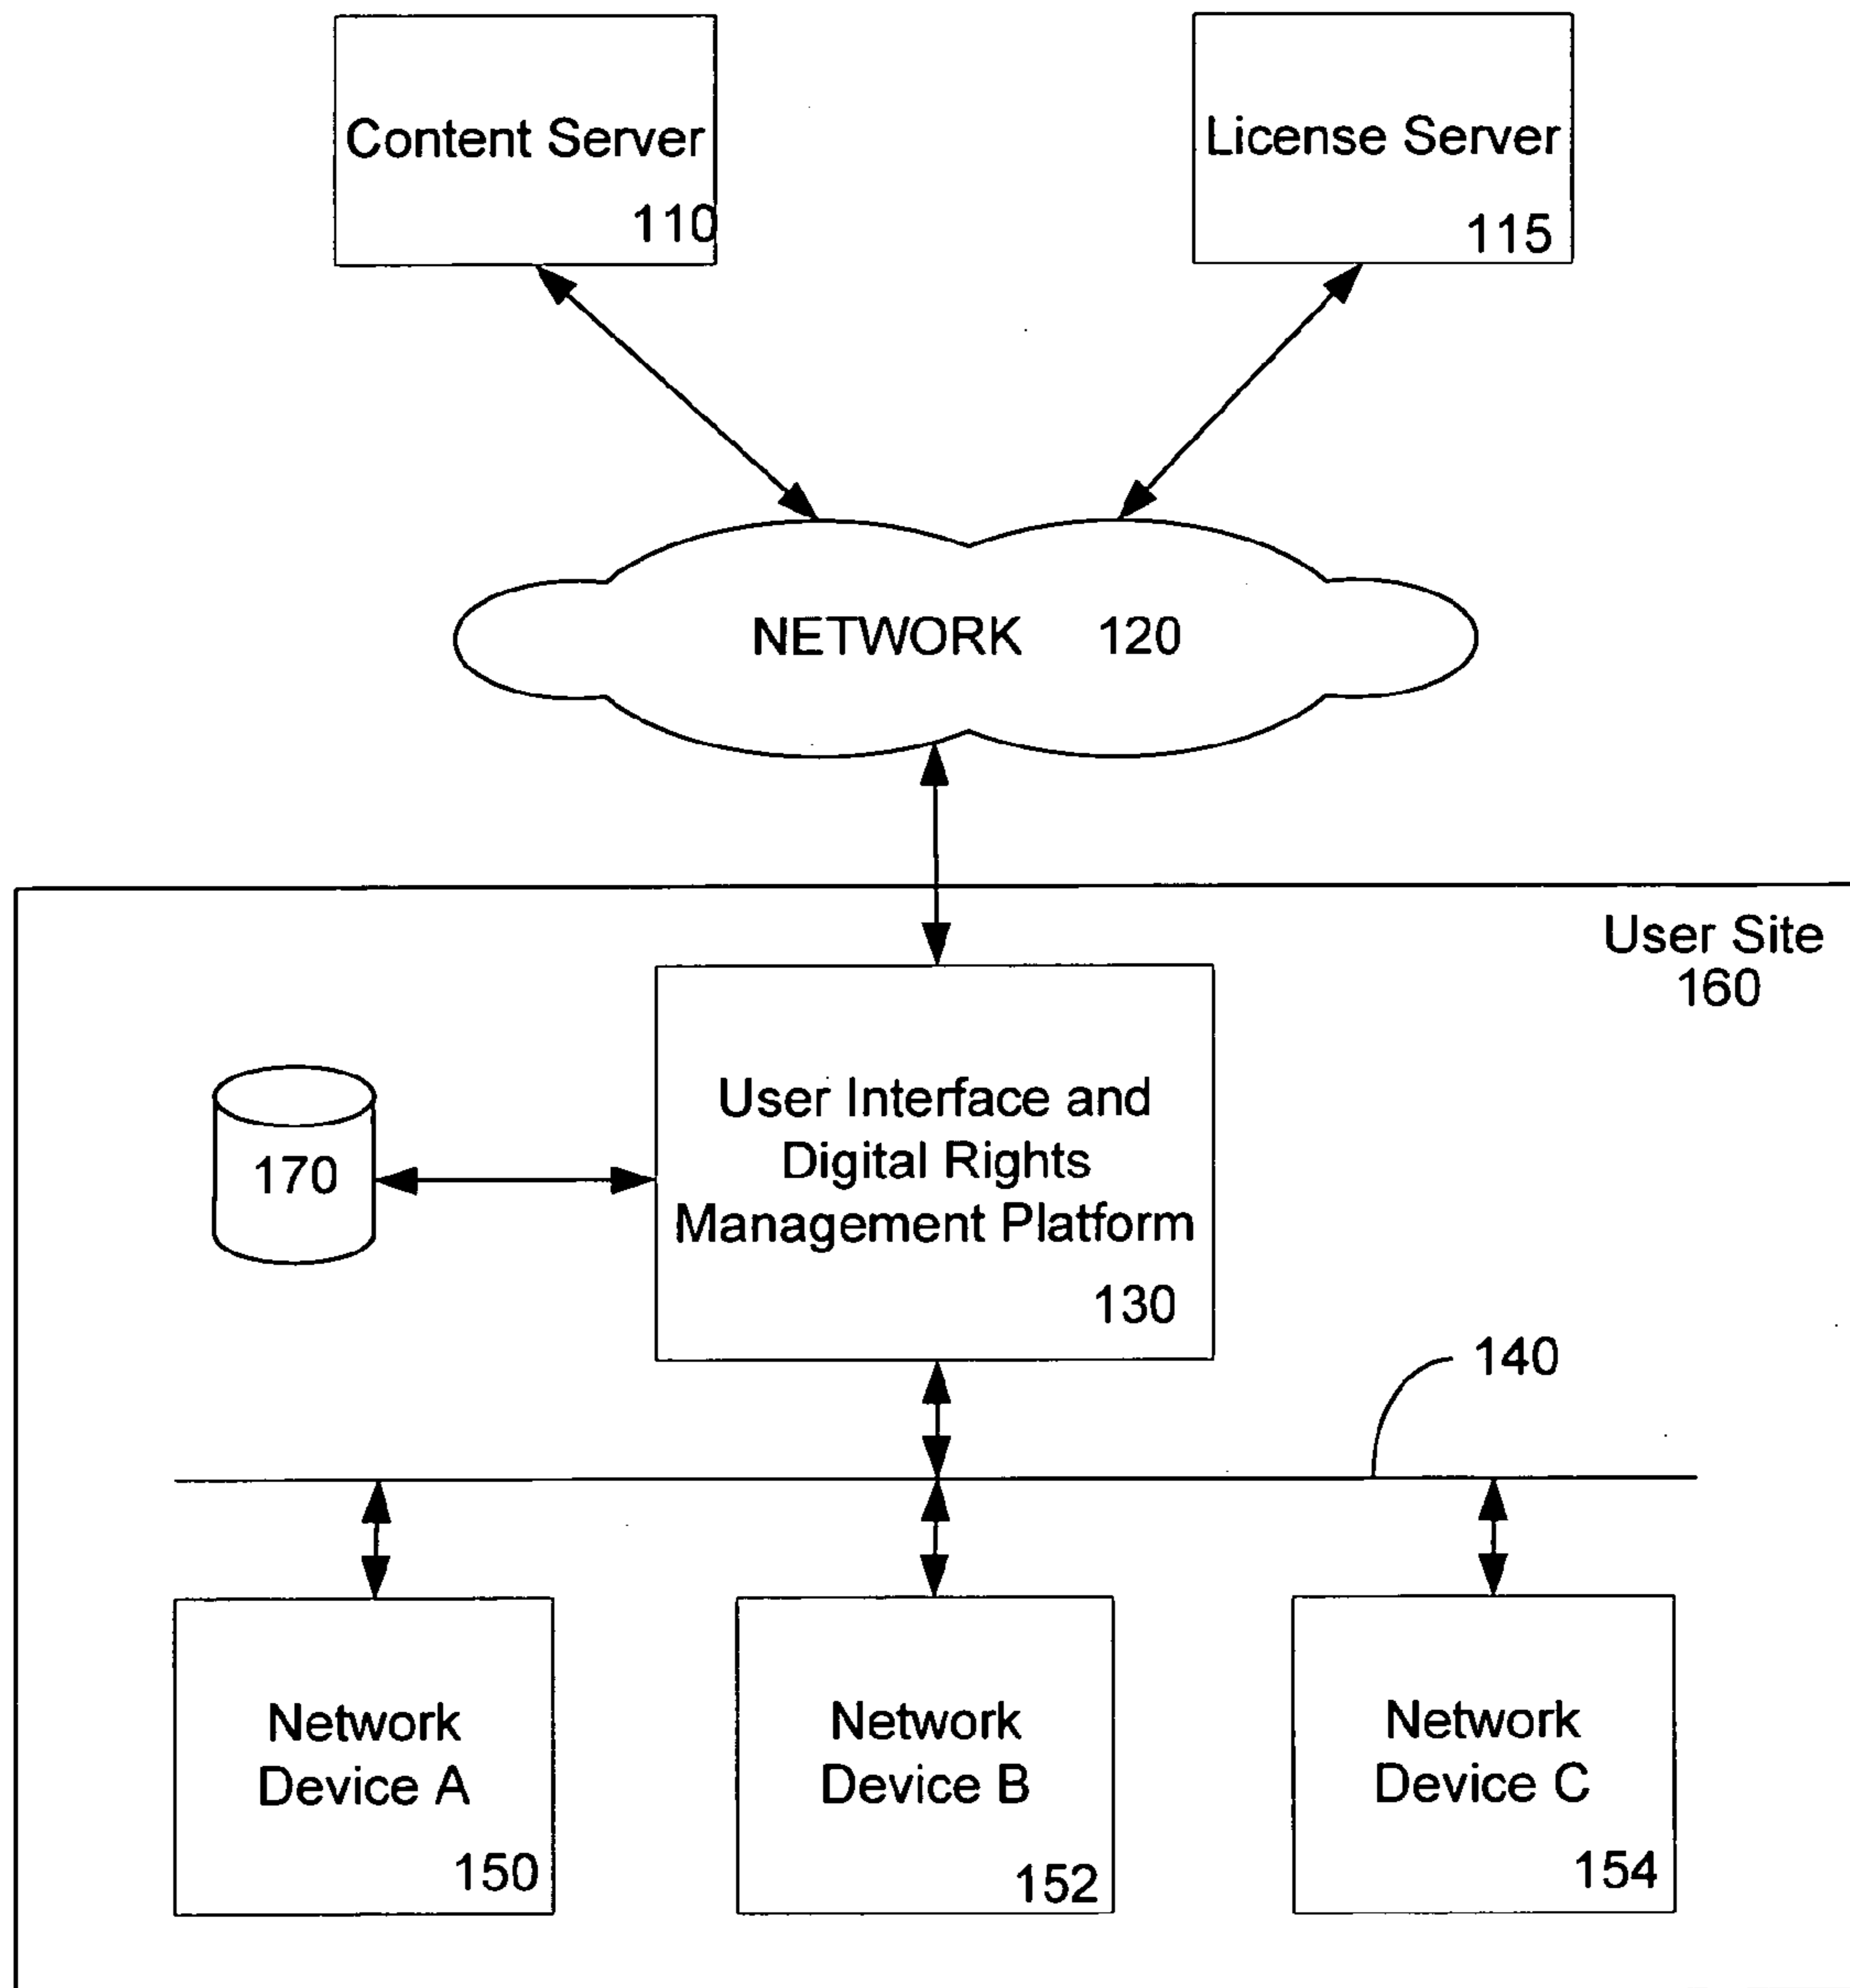 Content Server
110
License Server
115
NETWORK 120
User Site
160
User Interface and
Digital Rights
Management Platform
130
170
140
Network
Device A
150
Network
Device B
152
Network
Device C
154